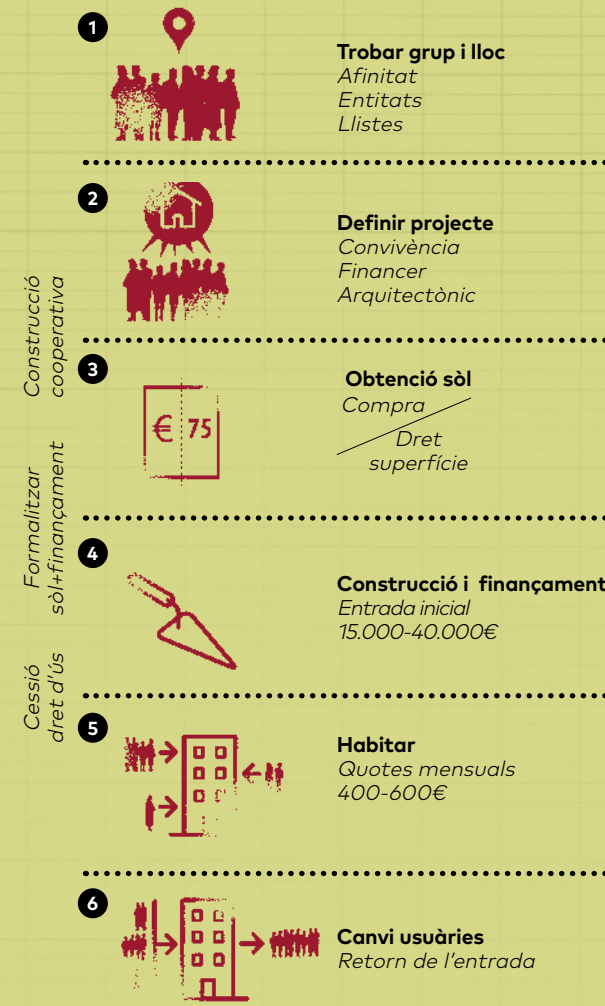 1
Trobar grup i lloc
Afinitat
Entitats
Llistes
2
Definir projecte
Convivència
Financer
Arquitectònic
Construcció
cooperativa
3
€ 75
Obtenció sòl
Compra
Dret
superfície
Formalitzar
sòl+finançament
4
Construcció i finançament
Entrada inicial
15.000-40.000€
Cessió
dret d'ús
5
Habitar
Quotes mensuals
400-600€
6
Canvi usuàries
Retorn de l'entrada